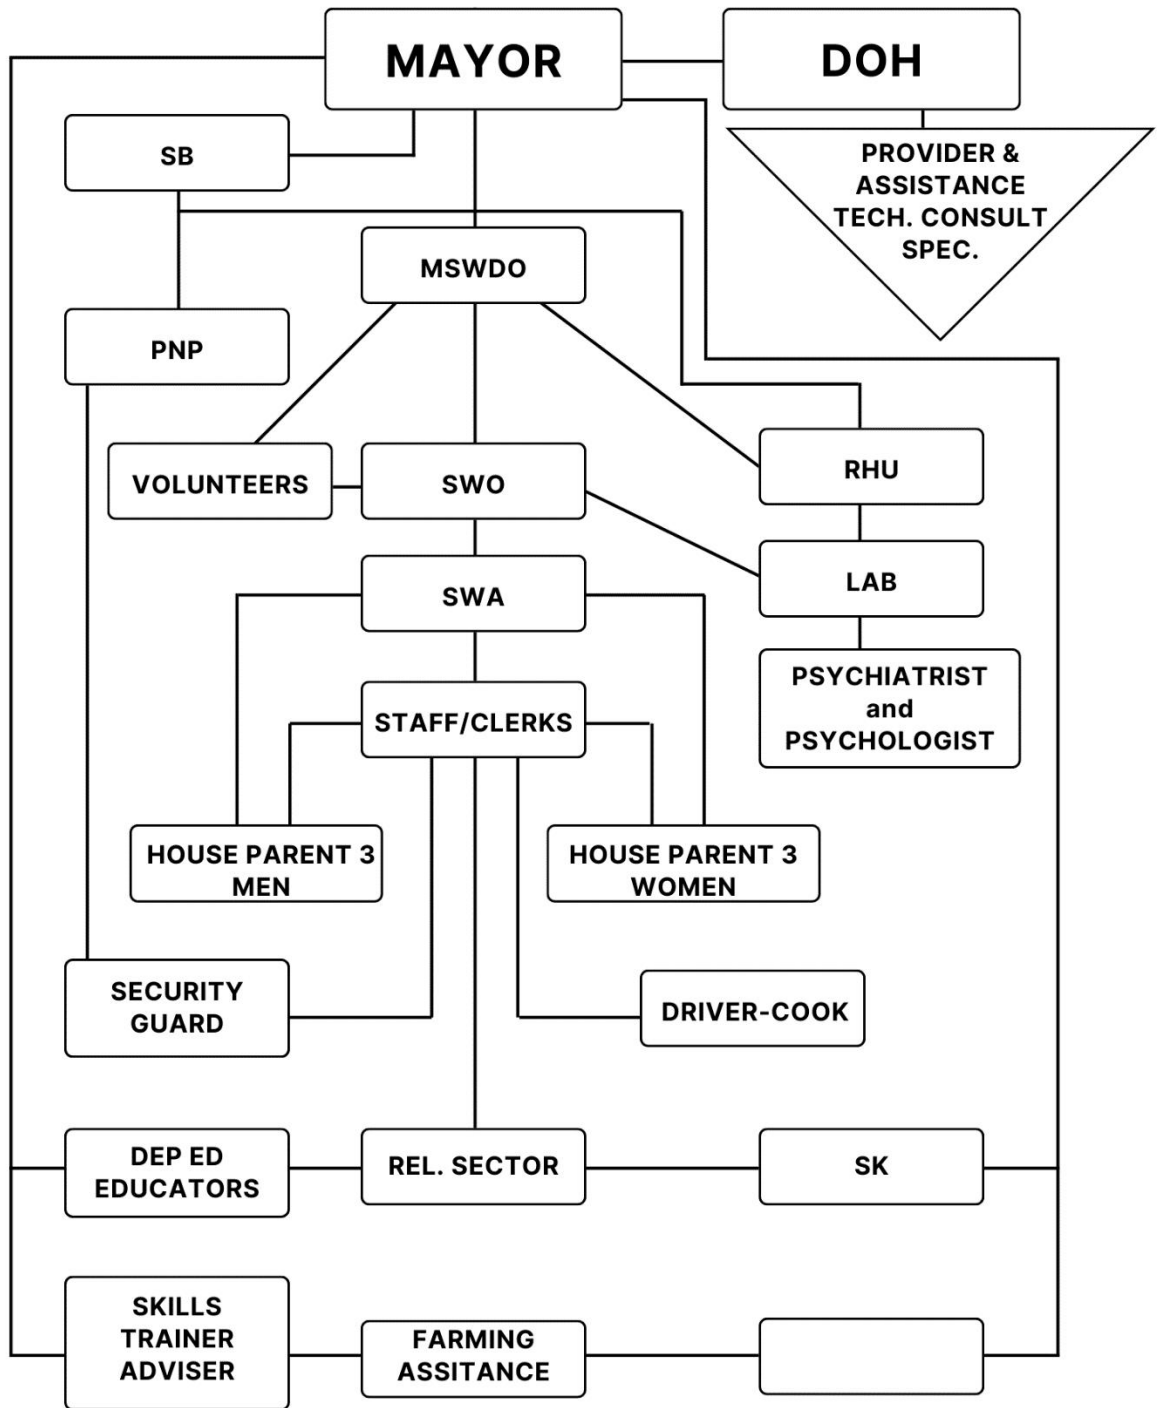 MAYOR
DOH
SB
PROVIDER &
ASSISTANCE
TECH. CONSULT
SPEC.
MSWDO
PNP
VOLUNTEERS
SWO
RHU
SWA
LAB
PSYCHIATRIST
and
PSYCHOLOGIST
STAFF/CLERKS
HOUSE PARENT 3
MEN
HOUSE PARENT 3
WOMEN
SECURITY
GUARD
DRIVER-COOK
DEP ED
EDUCATORS
REL. SECTOR
SK
SKILLS
TRAINER
ADVISER
FARMING
ASSITANCE